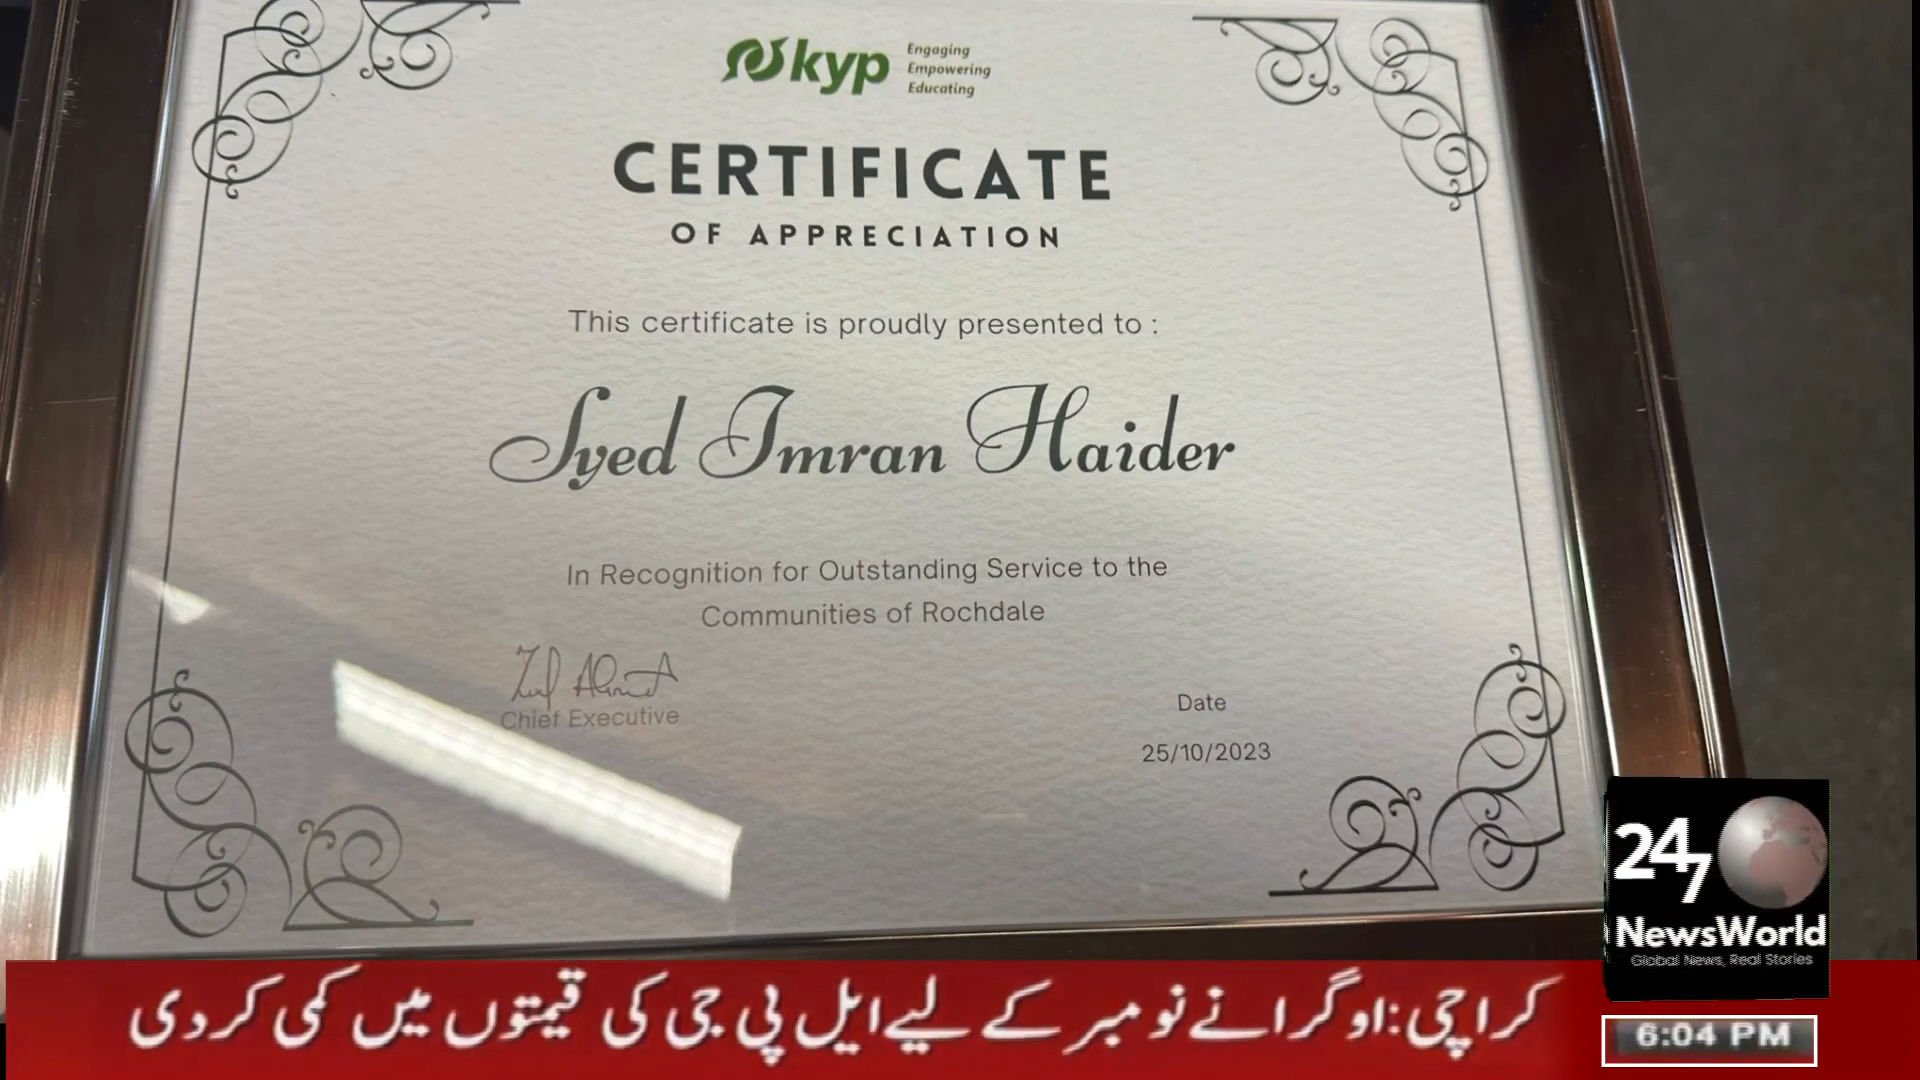 kyp
Engaging
Empowering
Educating
CERTIFICATE
OF APPRECIATION
This certificate is proudly presented to :
Syed Imran Haider
In Recognition for Outstanding Service to the
Communities of Rochdale
Chief Executive
Date
25/10/2023
24/7
NewsWorld
Global News, Real Stories
کراچی:اوگرا نے نومبر کے لیے ایل پی جی کی قیمتوں میں کمی کر دی
6:04 PM